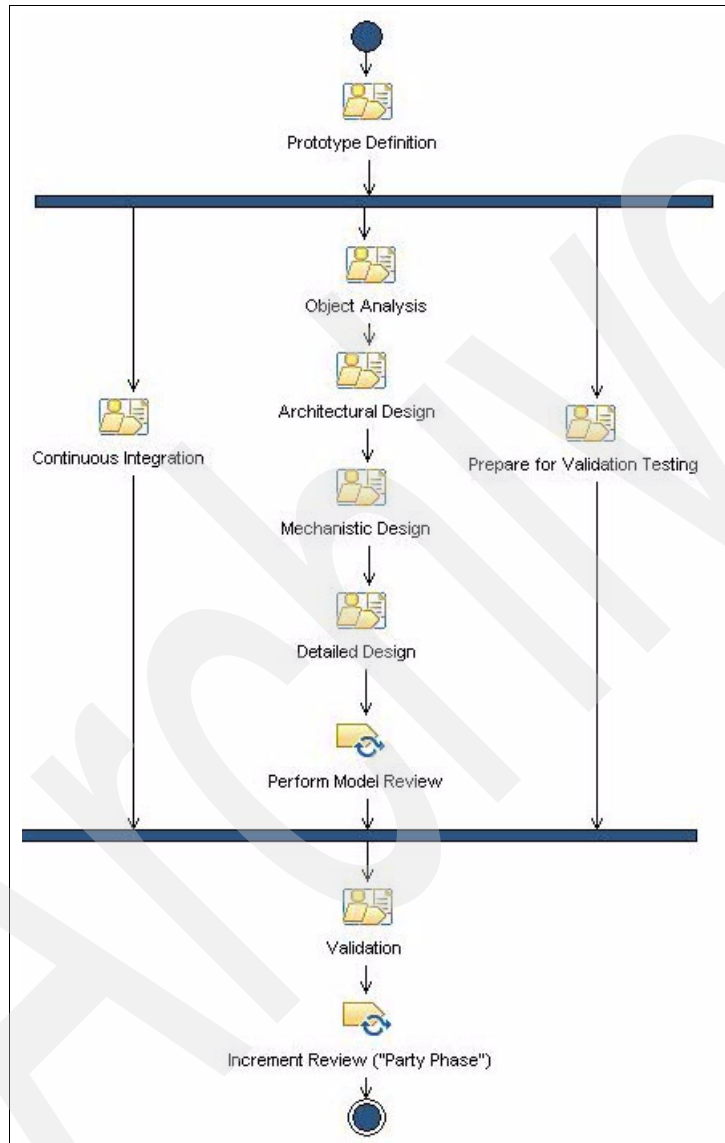 Prototype Definition
Object Analysis
Architectural Design
Continuous Integration
Prepare for Validation Testing
Mechanistic Design
Detailed Design
Perform Model Review
Validation
Increment Review ("Party Phase")